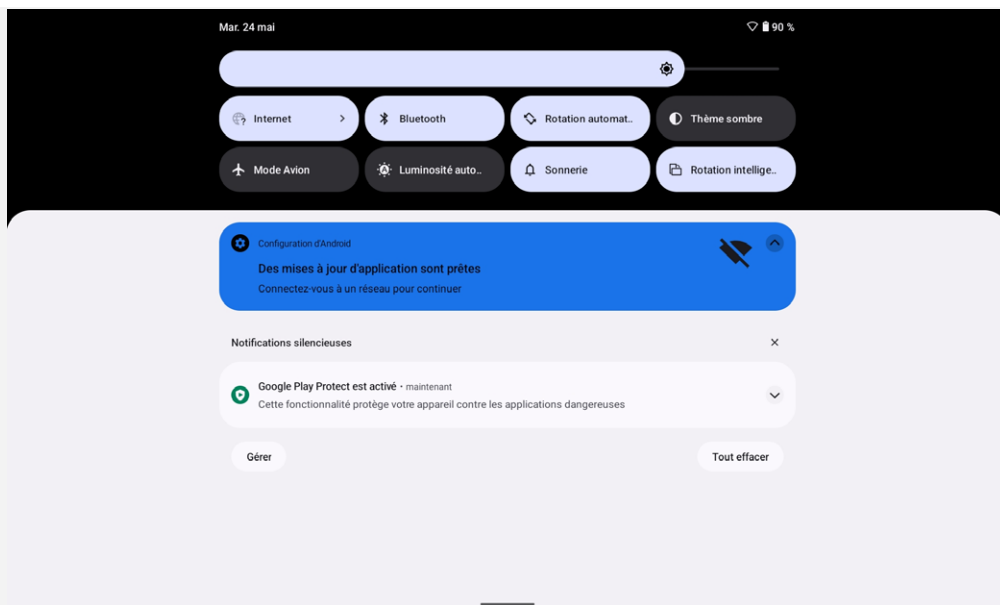 Mar. 24 mai
90 %
Internet
Bluetooth
Rotation automat..
Thème sombre
Mode Avion
Luminosité auto..
Sonnerie
Rotation intellige..
Configuration d'Android
Des mises à jour d'application sont prêtes
Connectez-vous à un réseau pour continuer
Notifications silencieuses
Google Play Protect est activé • maintenant
Cette fonctionnalité protège votre appareil contre les applications dangereuses
Gérer
Tout effacer